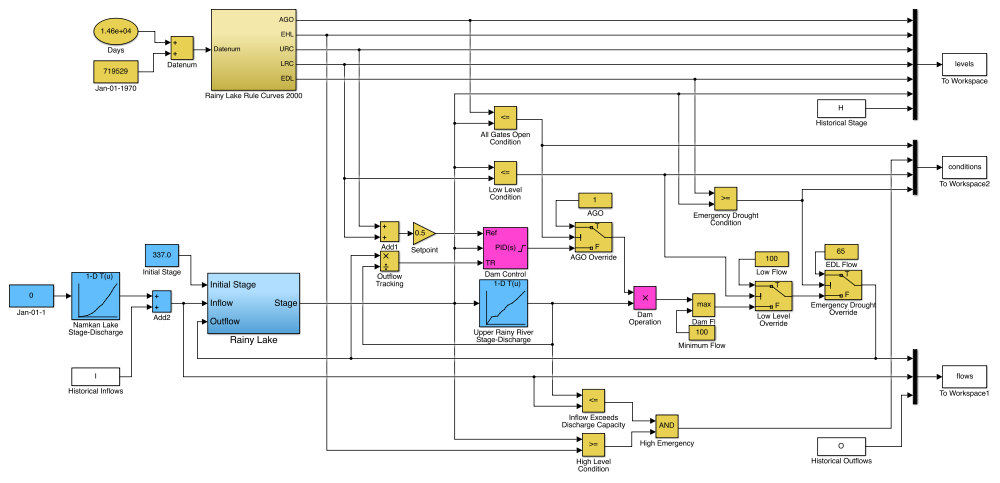 1.46e+04
Days
719529
Jan-01-1970
+
+
Datenum
Datenum
AGO
EHL
URC
LRC
EDL
Rainy Lake Rule Curves 2000
levels
To Workspace
H
Historical Stage
<=
All Gates Open
Condition
<=
Low Level
Condition
conditions
To Workspace2
>=
Emergency Drought
Condition
1
AGO
T
F
AGO Override
+
+
Add1
0.5
Setpoint
×
÷
Outflow
Tracking
Ref
PID(s)
TR
Dam Control
337.0
Initial Stage
0
Jan-01-1
1-D T(u)
Namkan Lake
Stage-Discharge
+
+
Add2
Initial Stage
Inflow
Outflow
Stage
Rainy Lake
I
Historical Inflows
1-D T(u)
Upper Rainy River
Stage-Discharge
×
Dam
Operation
max
Dam Fl
100
Minimum Flow
100
Low Flow
T
F
Low Level
Override
65
EDL Flow
T
F
Emergency Drought
Override
flows
To Workspace1
<=
Inflow Exceeds
Discharge Capacity
>=
High Level
Condition
AND
High Emergency
O
Historical Outflows